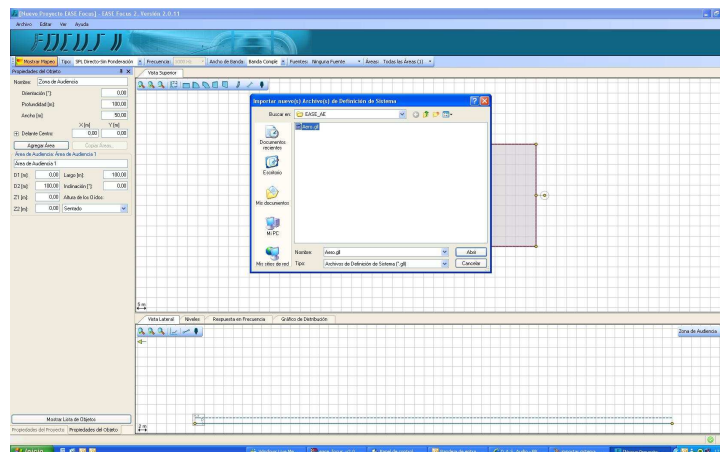 [Nuevo Proyecto EASE Focus] - EASE Focus 2. Versión 2.0.11
Archivo Editar Ver Ayuda
FOCUS II
Mostrar Mapeo Tipo: SPL Directo-Sin Ponderación Frecuencia: 1000 Hz Ancho de Banda: Banda Comple Fuentes: Ninguna Fuente Áreas: Todas las Áreas (1)
Propiedades del Objeto
Vista Superior
Nombre: Zona de Audiencia
Orientación [°]: 0,00
Profundidad [m]: 100,00
Ancho [m] 50,00
X [m] Y [m]
Delante Centro: 0,00 0,00
Agregar Área Copiar Áreas...
Área de Audiencia: Área de Audiencia 1
Área de Audiencia 1
D1 [m]: 0,00 Largo [m]: 100,00
D2 [m]: 100,00 Inclinación [°]: 0,00
Z1 [m]: 0,00 Altura de los Oídos:
Z2 [m]: 0,00 Sentado
Importar nuevo(s) Archivo(s) de Definición de Sistema
Buscar en: EASE_AE
Aero.gll
Documentos recientes
Escritorio
Mis documentos
Mi PC
Mis sitios de red
Nombre: Aero.gll Abrir
Tipo: Archivos de Definición de Sistema (*.gll) Cancelar
5 m
Vista Lateral Niveles Respuesta en Frecuencia Gráfico de Distribución
Zona de Audiencia
2 m
Mostrar Lista de Objetos
Propiedades del Proyecto Propiedades del Objeto
Inicio